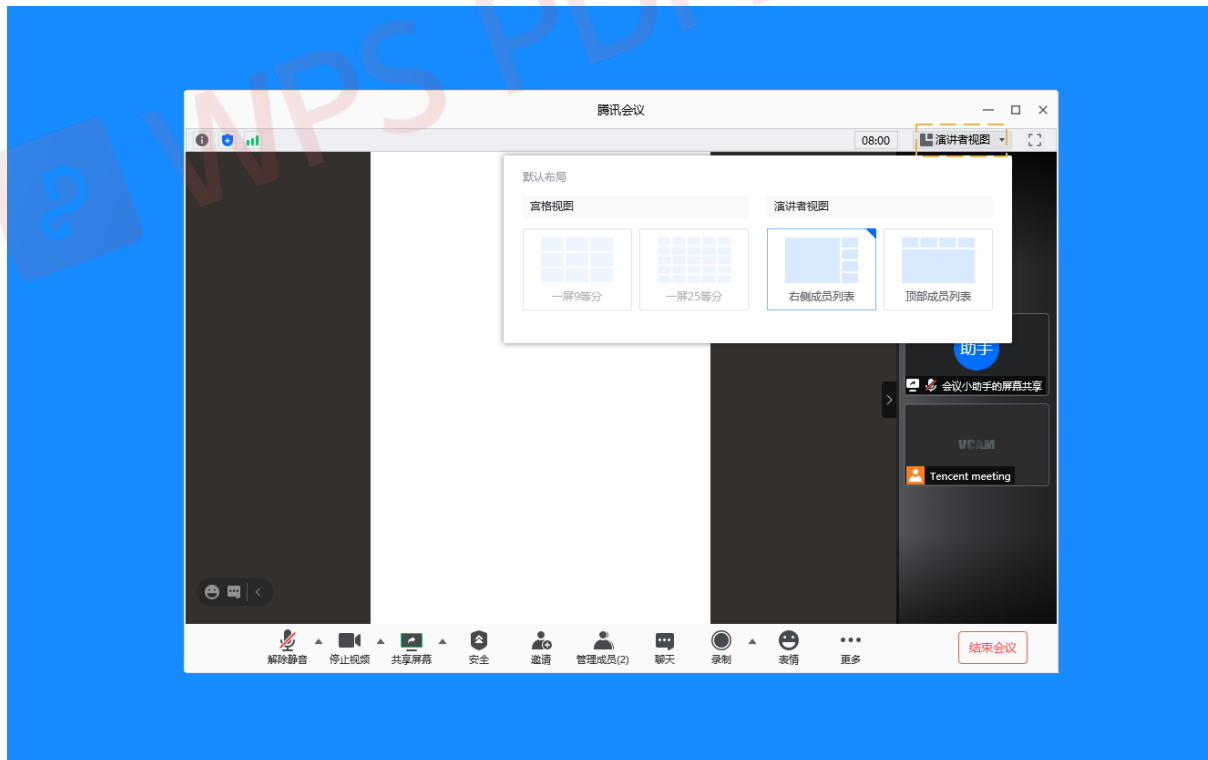 WPS PDF
腾讯会议
08:00
演讲者视图
默认布局
宫格视图
演讲者视图
一屏9等分
一屏25等分
右侧成员列表
顶部成员列表
助手
会议小助手的屏幕共享
VCAM
Tencent meeting
解除静音
停止视频
共享屏幕
安全
邀请
管理成员(2)
聊天
录制
表情
更多
结束会议